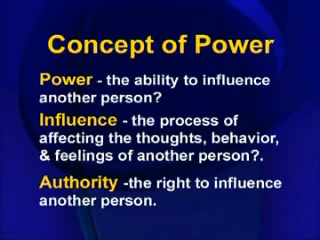 Concept of Power
Power - the ability to influence
another person?
Influence - the process of
affecting the thoughts, behavior,
& feelings of another person?.
Authority -the right to influence
another person.